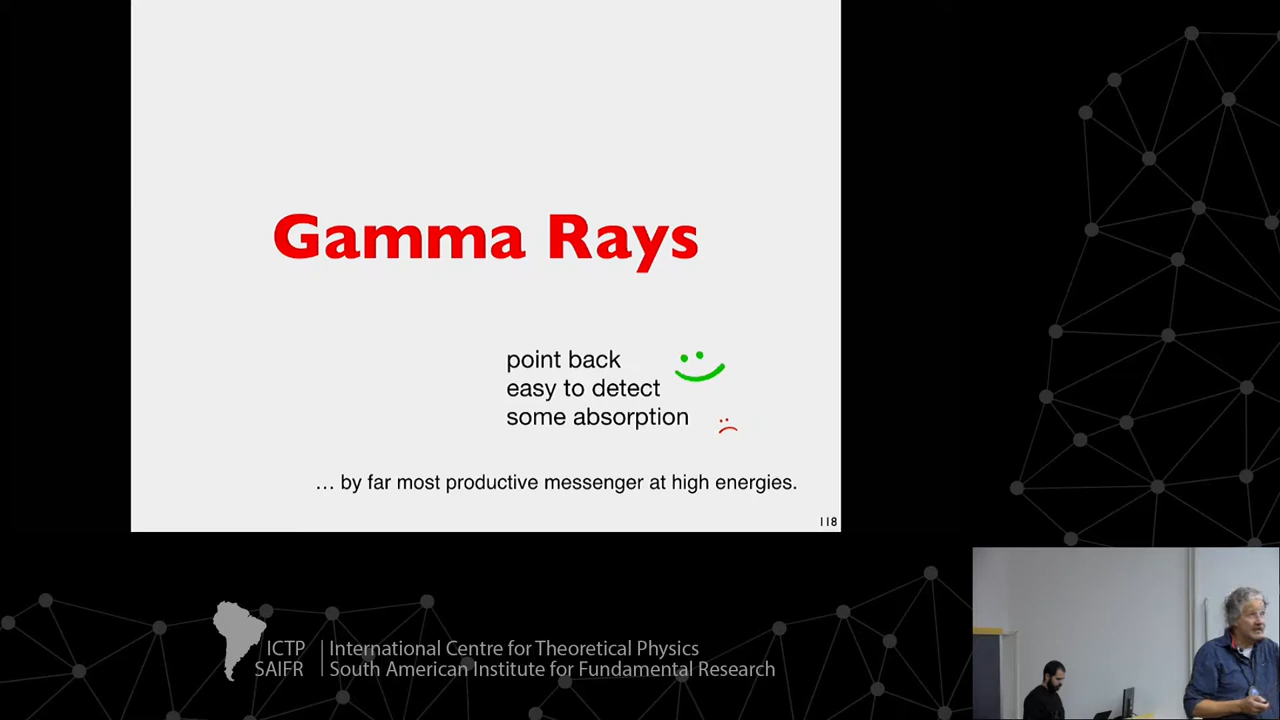 Gamma Rays
point back
easy to detect
some absorption
… by far most productive messenger at high energies.
118
ICTP
SAIFR
International Centre for Theoretical Physics
South American Institute for Fundamental Research